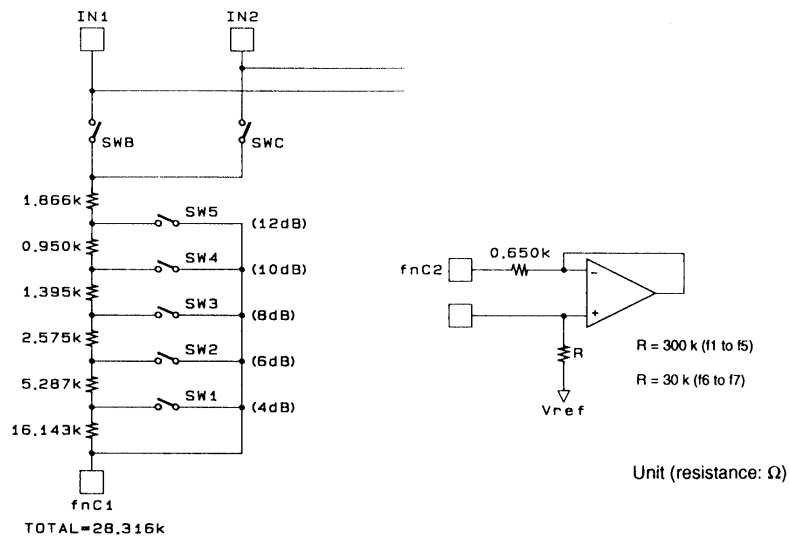 IN1 IN2
SWB SWC
1.866k
SW5 (12dB)
0.950k
SW4 (10dB)
1.395k
SW3 (8dB)
2.575k
SW2 (6dB)
5.287k
SW1 (4dB)
16.143k
fnC1
TOTAL=28.316k
0.650k
fnC2
-
+
R
R = 300 k (f1 to f5)
R = 30 k (f6 to f7)
Vref
Unit (resistance: Ω)